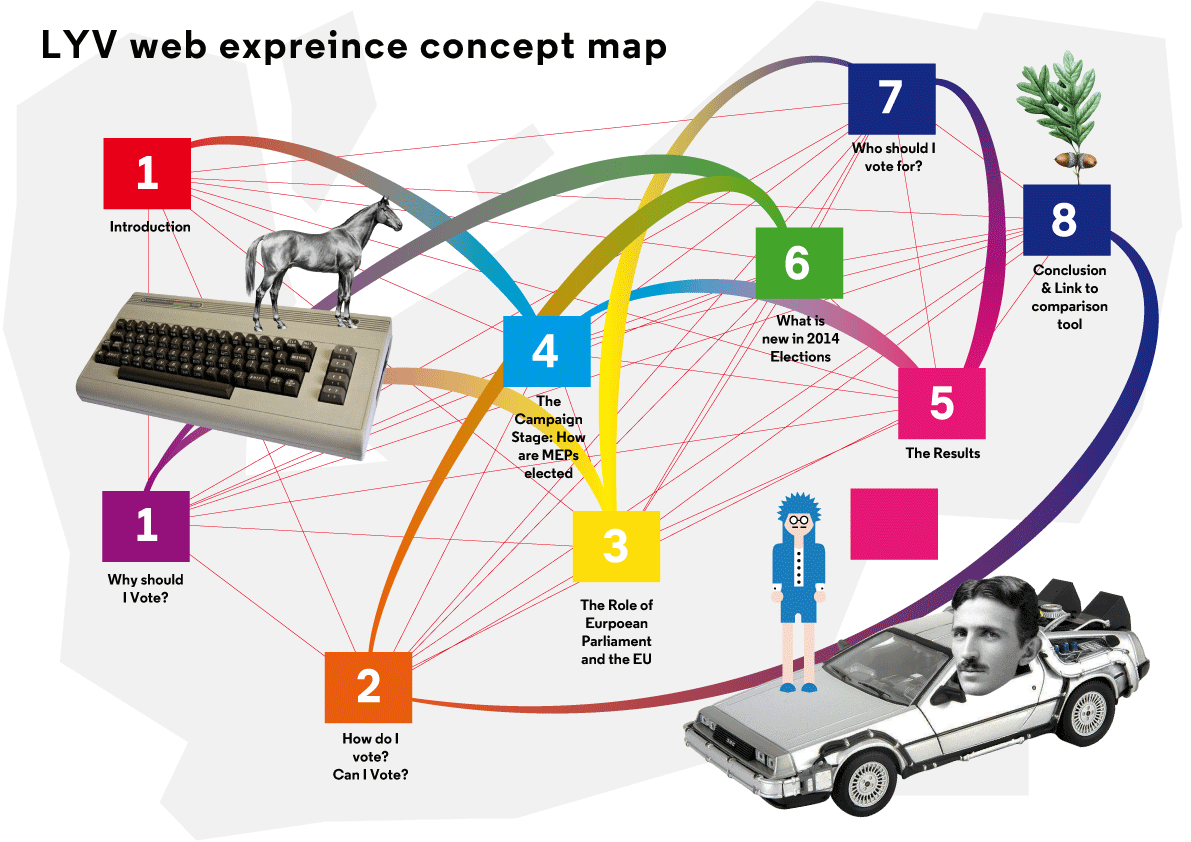 LYV web expreince concept map
1
Introduction
1
Why should
I Vote?
2
How do I
vote?
Can I Vote?
3
The Role of
Eurpoean
Parliament
and the EU
4
The
Campaign
Stage: How
are MEPs
elected
5
The Results
6
What is
new in 2014
Elections
7
Who should I
vote for?
8
Conclusion
& Link to
comparison
tool